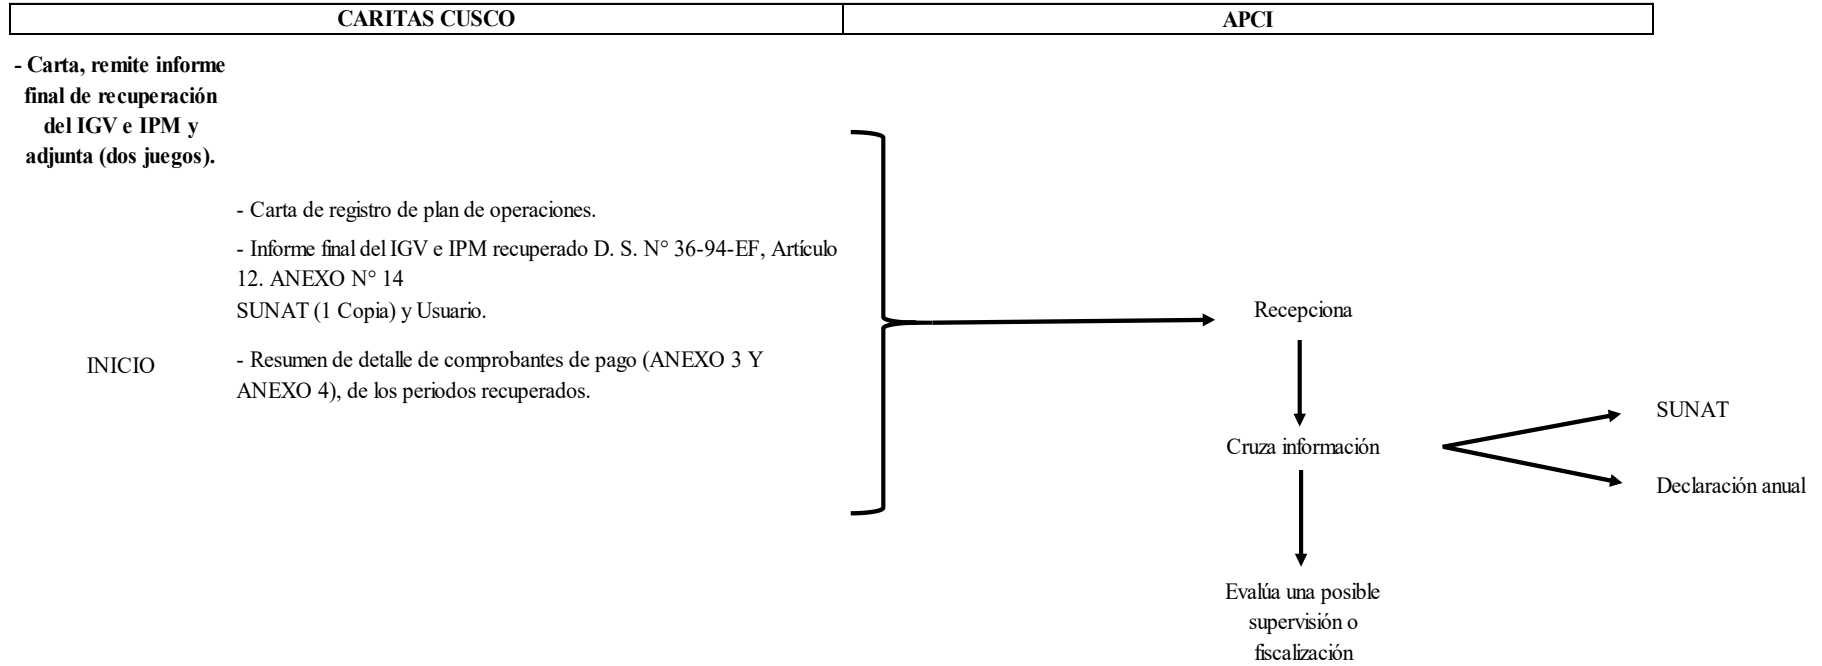 CARITAS CUSCO
APCI
- Carta, remite informe
final de recuperación
del IGV e IPM y
adjunta (dos juegos).
- Carta de registro de plan de operaciones.
- Informe final del IGV e IPM recuperado D. S. N° 36-94-EF, Artículo
12. ANEXO N° 14
SUNAT (1 Copia) y Usuario.
INICIO
- Resumen de detalle de comprobantes de pago (ANEXO 3 Y
ANEXO 4), de los periodos recuperados.
Recepciona
Cruza información
SUNAT
Declaración anual
Evalúa una posible
supervisión o
fiscalización